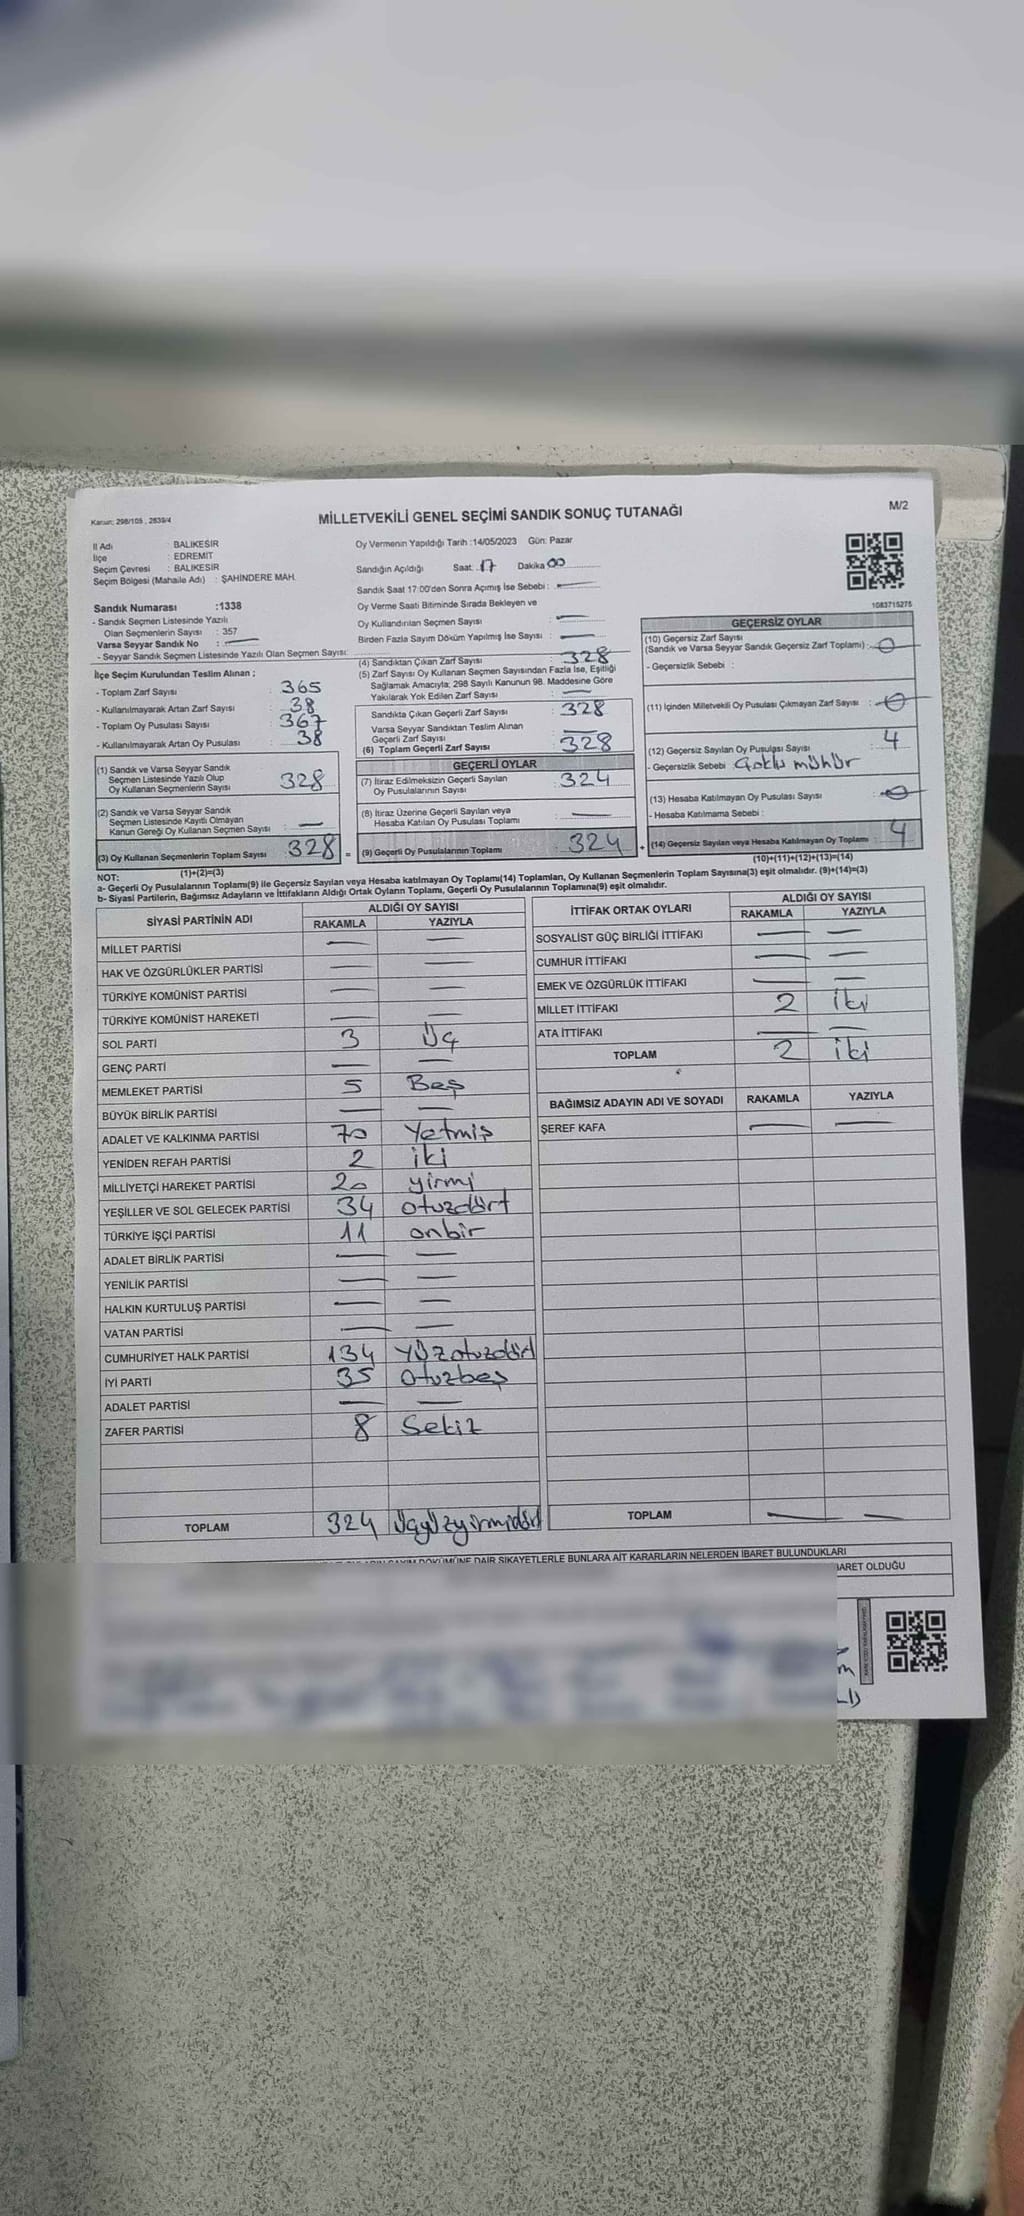 Kanun; 298/105 , 2839/4
MİLLETVEKİLİ GENEL SEÇİMİ SANDIK SONUÇ TUTANAĞI
M/2
İl Adı : BALIKESİR
İlçe : EDREMİT
Seçim Çevresi : BALIKESİR
Seçim Bölgesi (Mahalle Adı) : ŞAHİNDERE MAH.
Oy Vermenin Yapıldığı Tarih :14/05/2023 Gün: Pazar
Sandığın Açıldığı Saat: 17 Dakika 00
Sandık Saat 17:00'den Sonra Açımış İse Sebebi : —
Oy Verme Saati Bitiminde Sırada Bekleyen ve
Oy Kullandırılan Seçmen Sayısı : —
Birden Fazla Sayım Döküm Yapılmış İse Sayısı : —
1083715275
Sandık Numarası :1338
- Sandık Seçmen Listesinde Yazılı
Olan Seçmenlerin Sayısı : 357
Varsa Seyyar Sandık No : —
- Seyyar Sandık Seçmen Listesinde Yazılı Olan Seçmen Sayısı:
İlçe Seçim Kurulundan Teslim Alınan ;
- Toplam Zarf Sayısı : 365
- Kullanılmayarak Artan Zarf Sayısı : 38
- Toplam Oy Pusulası Sayısı : 367
- Kullanılmayarak Artan Oy Pusulası : 38
(1) Sandık ve Varsa Seyyar Sandık
Seçmen Listesinde Yazılı Olup
Oy Kullanan Seçmenlerin Sayısı : 328
(2) Sandık ve Varsa Seyyar Sandık
Seçmen Listesinde Kayıtlı Olmayan
Kanun Gereği Oy Kullanan Seçmen Sayısı : —
(3) Oy Kullanan Seçmenlerin Toplam Sayısı : 328 =
(1)+(2)=(3)
(4) Sandıktan Çıkan Zarf Sayısı : 328
(5) Zarf Sayısı Oy Kullanan Seçmen Sayısından Fazla İse, Eşitliği
Sağlamak Amacıyla; 298 Sayılı Kanunun 98. Maddesine Göre
Yakılarak Yok Edilen Zarf Sayısı : —
Sandıkta Çıkan Geçerli Zarf Sayısı : 328
Varsa Seyyar Sandıktan Teslim Alınan
Geçerli Zarf Sayısı : —
(6) Toplam Geçerli Zarf Sayısı : 328
GEÇERLİ OYLAR
(7) İtiraz Edilmeksizin Geçerli Sayılan
Oy Pusulalarının Sayısı : 324
(8) İtiraz Üzerine Geçerli Sayılan veya
Hesaba Katılan Oy Pusulası Toplamı : —
(9) Geçerli Oy Pusulalarının Toplamı : 324 +
GEÇERSİZ OYLAR
(10) Geçersiz Zarf Sayısı
(Sandık ve Varsa Seyyar Sandık Geçersiz Zarf Toplamı) : 0
- Geçersizlik Sebebi :
(11) İçinden Milletvekili Oy Pusulası Çıkmayan Zarf Sayısı : 0
(12) Geçersiz Sayılan Oy Pusulası Sayısı : 4
- Geçersizlik Sebebi Çoklu mühür
(13) Hesaba Katılmayan Oy Pusulası Sayısı : 0
- Hesaba Katılmama Sebebi :
(14) Geçersiz Sayılan veya Hesaba Katılmayan Oy Toplamı : 4
(10)+(11)+(12)+(13)=(14)
NOT:
a- Geçerli Oy Pusulalarının Toplamı(9) ile Geçersiz Sayılan veya Hesaba katılmayan Oy Toplamı(14) Toplamları, Oy Kullanan Seçmenlerin Toplam Sayısına(3) eşit olmalıdır. (9)+(14)=(3)
b- Siyasi Partilerin, Bağımsız Adayların ve İttifakların Aldığı Ortak Oyların Toplamı, Geçerli Oy Pusulalarının Toplamına(9) eşit olmalıdır.
SİYASİ PARTİNİN ADI ALDIĞI OY SAYISI
RAKAMLA YAZIYLA
MİLLET PARTİSİ — —
HAK VE ÖZGÜRLÜKLER PARTİSİ — —
TÜRKİYE KOMÜNİST PARTİSİ — —
TÜRKİYE KOMÜNİST HAREKETİ — —
SOL PARTİ 3 Üç
GENÇ PARTİ — —
MEMLEKET PARTİSİ 5 Beş
BÜYÜK BİRLİK PARTİSİ — —
ADALET VE KALKINMA PARTİSİ 70 Yetmiş
YENİDEN REFAH PARTİSİ 2 iki
MİLLİYETÇİ HAREKET PARTİSİ 20 yirmi
YEŞİLLER VE SOL GELECEK PARTİSİ 34 otuzdört
TÜRKİYE İŞÇİ PARTİSİ 11 onbir
ADALET BİRLİK PARTİSİ — —
YENİLİK PARTİSİ — —
HALKIN KURTULUŞ PARTİSİ — —
VATAN PARTİSİ — —
CUMHURİYET HALK PARTİSİ 134 YÜzotuzdört
İYİ PARTİ 35 Otuzbeş
ADALET PARTİSİ — —
ZAFER PARTİSİ 8 Sekiz
TOPLAM 324 üçyüzyirmidört
İTTİFAK ORTAK OYLARI ALDIĞI OY SAYISI
RAKAMLA YAZIYLA
SOSYALİST GÜÇ BİRLİĞİ İTTİFAKI — —
CUMHUR İTTİFAKI — —
EMEK VE ÖZGÜRLÜK İTTİFAKI — —
MİLLET İTTİFAKI 2 iki
ATA İTTİFAKI — —
TOPLAM 2 iki
BAĞIMSIZ ADAYIN ADI VE SOYADI RAKAMLA YAZIYLA
ŞEREF KAFA — —
TOPLAM — —
DÖKÜMÜNE DAİR ŞİKAYETLERLE BUNLARA AİT KARARLARIN NELERDEN İBARET BULUNDUKLARI
OLDUĞU